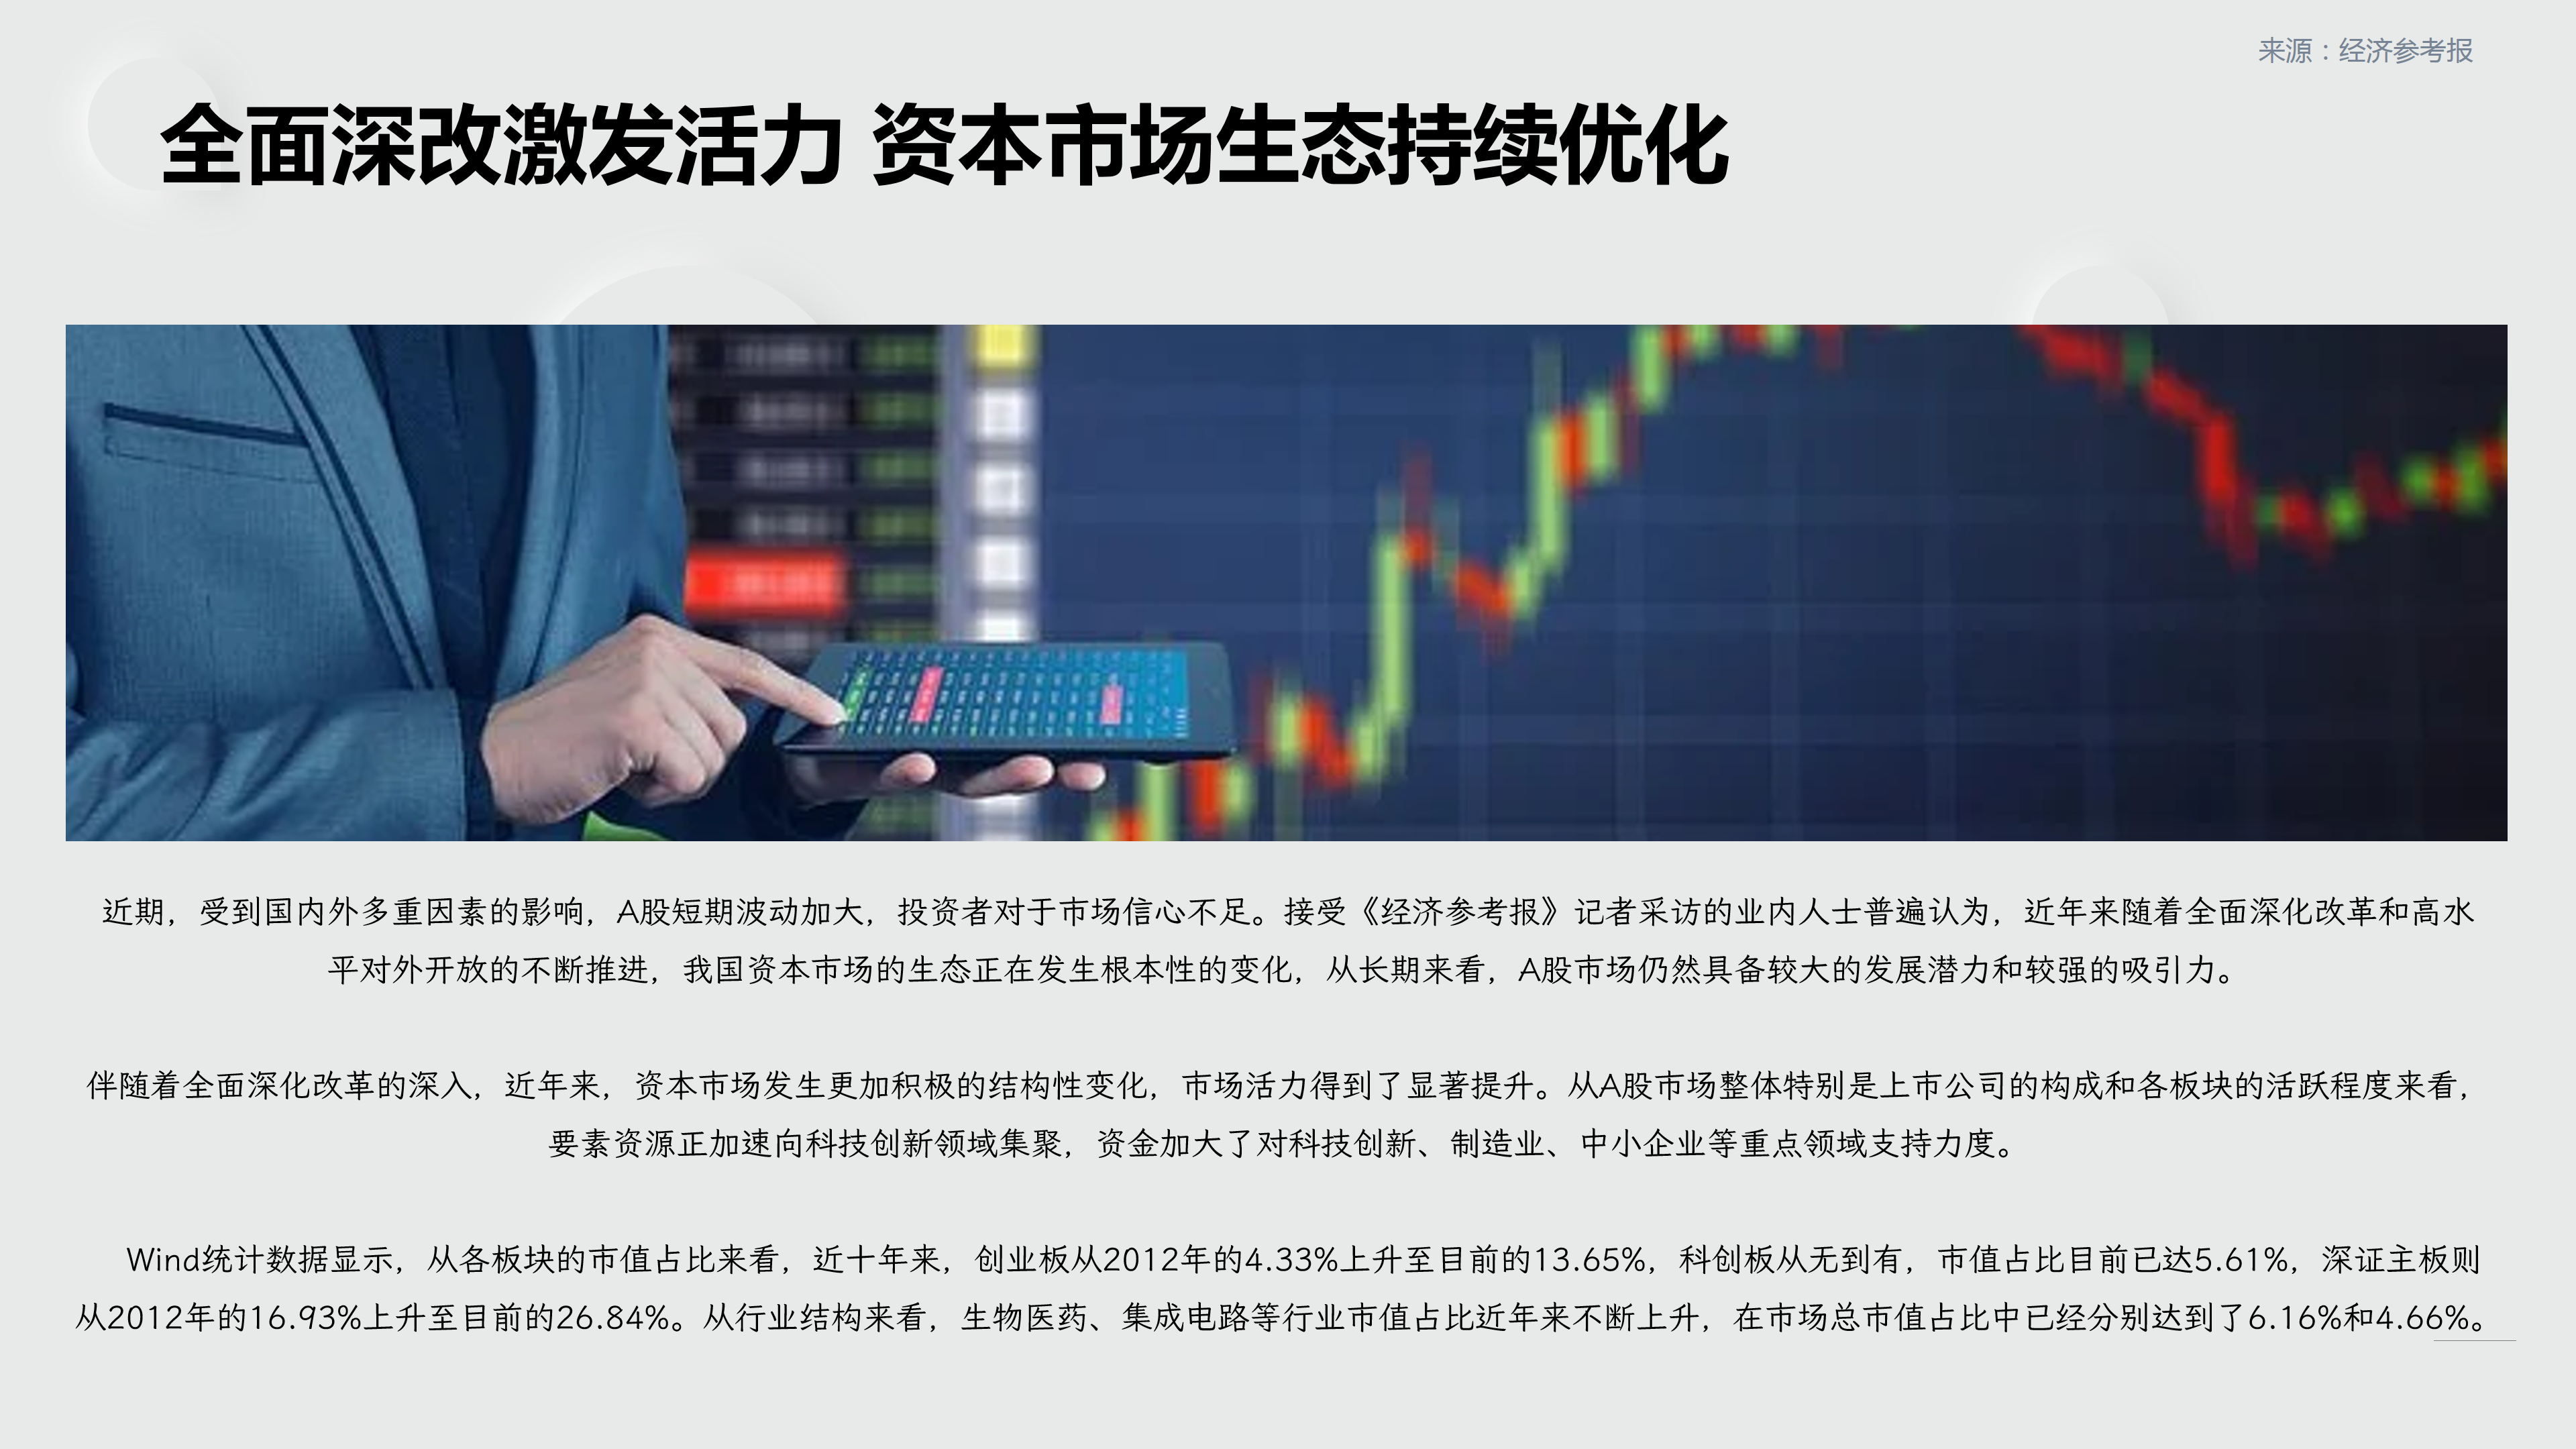 来源：经济参考报
全面深改激发活力 资本市场生态持续优化
近期，受到国内外多重因素的影响，A股短期波动加大，投资者对于市场信心不足。接受《经济参考报》记者采访的业内人士普遍认为，近年来随着全面深化改革和高水
平对外开放的不断推进，我国资本市场的生态正在发生根本性的变化，从长期来看，A股市场仍然具备较大的发展潜力和较强的吸引力。
伴随着全面深化改革的深入，近年来，资本市场发生更加积极的结构性变化，市场活力得到了显著提升。从A股市场整体特别是上市公司的构成和各板块的活跃程度来看，
要素资源正加速向科技创新领域集聚，资金加大了对科技创新、制造业、中小企业等重点领域支持力度。
Wind统计数据显示，从各板块的市值占比来看，近十年来，创业板从2012年的4.33%上升至目前的13.65%，科创板从无到有，市值占比目前已达5.61%，深证主板则
从2012年的16.93%上升至目前的26.84%。从行业结构来看，生物医药、集成电路等行业市值占比近年来不断上升，在市场总市值占比中已经分别达到了6.16%和4.66%。